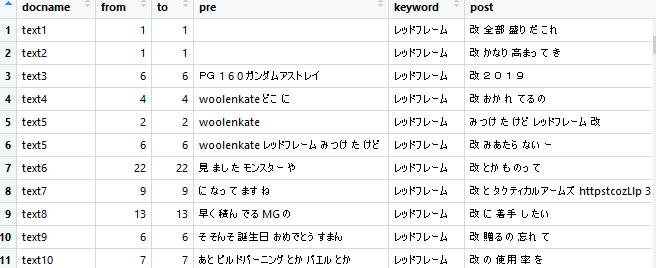 docname from to pre keyword post
1 text1 1 1 レッドフレーム 改 全部 盛り だ これ
2 text2 1 1 レッドフレーム 改 かなり 高まっ て き
3 text3 6 6 ＰＧ １６０ガンダムアストレイ レッドフレーム 改 ２０１９
4 text4 4 4 woolenkate どこ に レッドフレーム 改 おか れ てる の
5 text5 2 2 woolenkate レッドフレーム みつけ た けど レッドフレーム 改
6 text5 6 6 woolenkate レッドフレーム みつけ た けど レッドフレーム 改 みあたら ない ー
7 text6 22 22 見 ました モンスター や レッドフレーム 改 とか ものって
8 text7 9 9 に なっ て ます ね レッドフレーム 改 と タクティカルアームズ httpstcozLlp 3
9 text8 13 13 早く 積ん でる MG の レッドフレーム 改 に 着手 し たい
10 text9 6 6 そ そんそ 誕生日 おめでとう すまん レッドフレーム 改 贈る の 忘れ て
11 text10 7 7 あと ビルドバーニング とか バエル とか レッドフレーム 改 の 使用 率 を